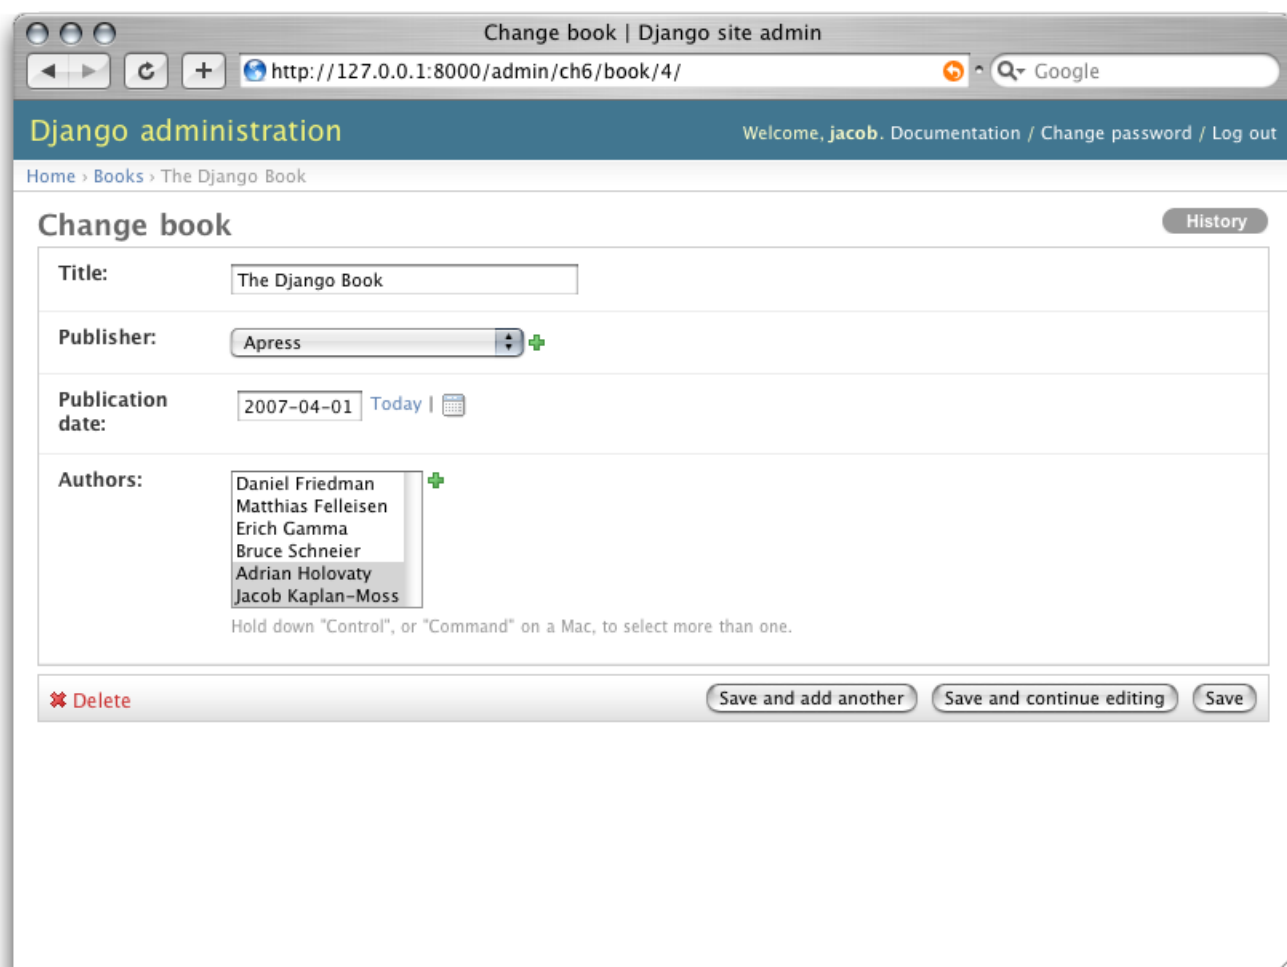 Change book | Django site admin
http://127.0.0.1:8000/admin/ch6/book/4/
Google
Django administration
Welcome, jacob. Documentation / Change password / Log out
Home › Books › The Django Book
Change book
History
Title:
The Django Book
Publisher:
Apress
Publication
date:
2007-04-01 Today |
Authors:
Daniel Friedman
Matthias Felleisen
Erich Gamma
Bruce Schneier
Adrian Holovaty
Jacob Kaplan-Moss
Hold down "Control", or "Command" on a Mac, to select more than one.
Delete
Save and add another
Save and continue editing
Save